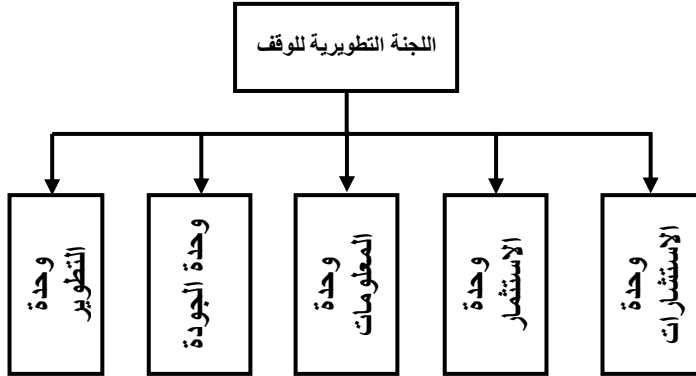 اللجنة التطويرية للوقف
وحدة
الاستشارات
وحدة
الاستثمار
وحدة
المعلومات
وحدة الجودة
وحدة
التطوير